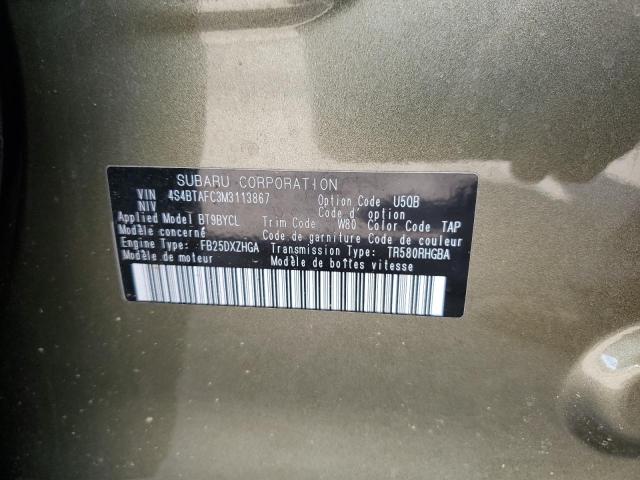 SUBARU CORPORATION
VIN
NIV 4S4BTAFC3M3113867 Option Code U5OB
Code d' option
Applied Model BT9BYCL Trim Code W80 Color Code TAP
Modèle concerné Code de garniture Code de couleur
Engine Type: FB25DXZHGA Transmission Type: TR580RHGBA
Modèle de moteur Modèle de boîtes vitesse